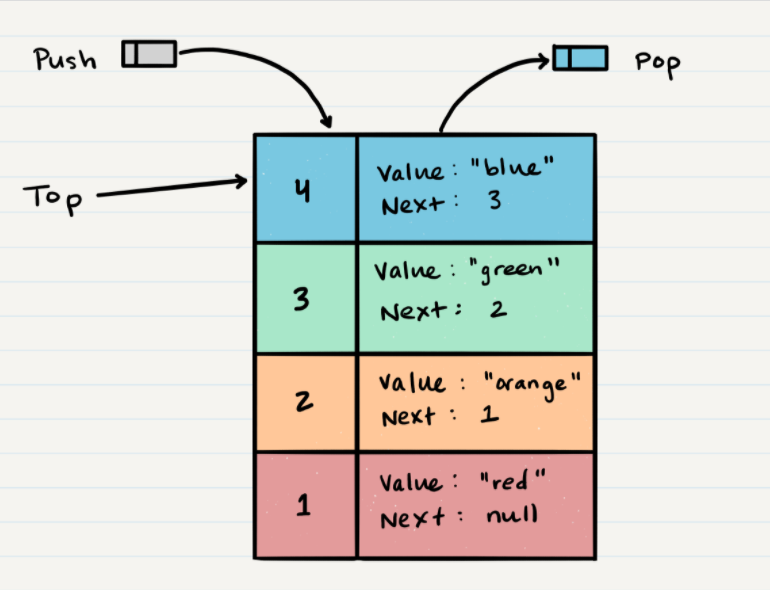 Push
Pop
Top
4
Value : "blue"
Next : 3
3
Value : "green"
Next : 2
2
Value : "orange"
Next : 1
1
Value : "red"
Next : null